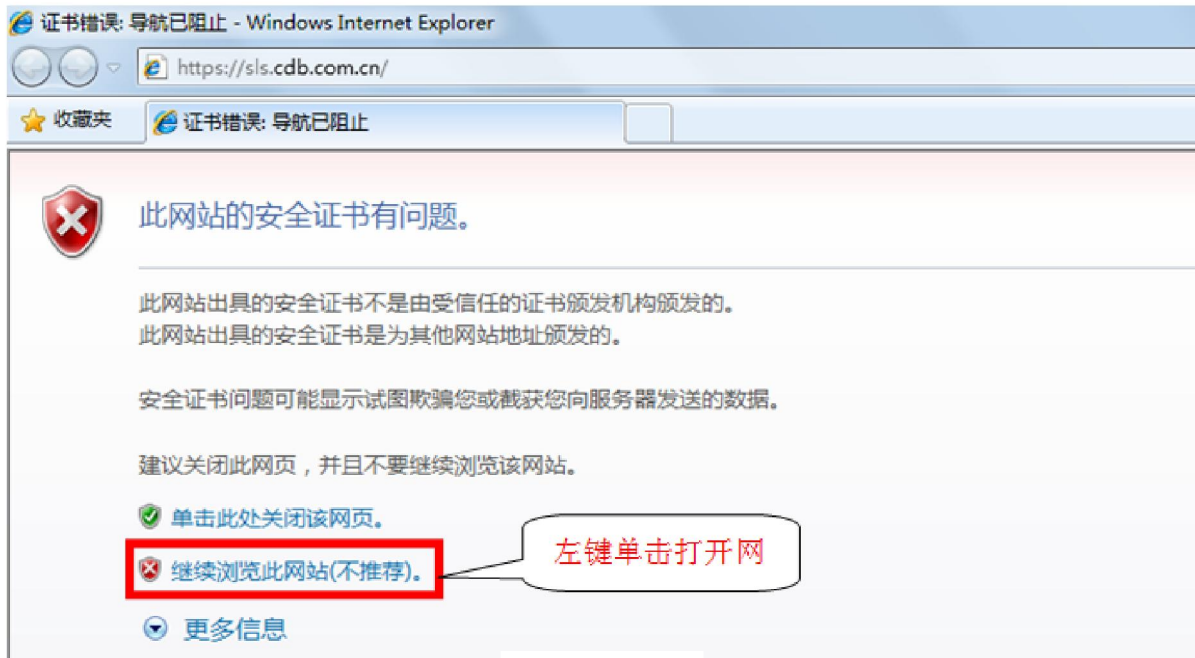 证书错误: 导航已阻止 - Windows Internet Explorer
https://sls.cdb.com.cn/
收藏夹
证书错误: 导航已阻止
此网站的安全证书有问题。
此网站出具的安全证书不是由受信任的证书颁发机构颁发的。
此网站出具的安全证书是为其他网站地址颁发的。
安全证书问题可能显示试图欺骗您或截获您向服务器发送的数据。
建议关闭此网页，并且不要继续浏览该网站。
单击此处关闭该网页。
继续浏览此网站(不推荐)。
左键单击打开网
更多信息